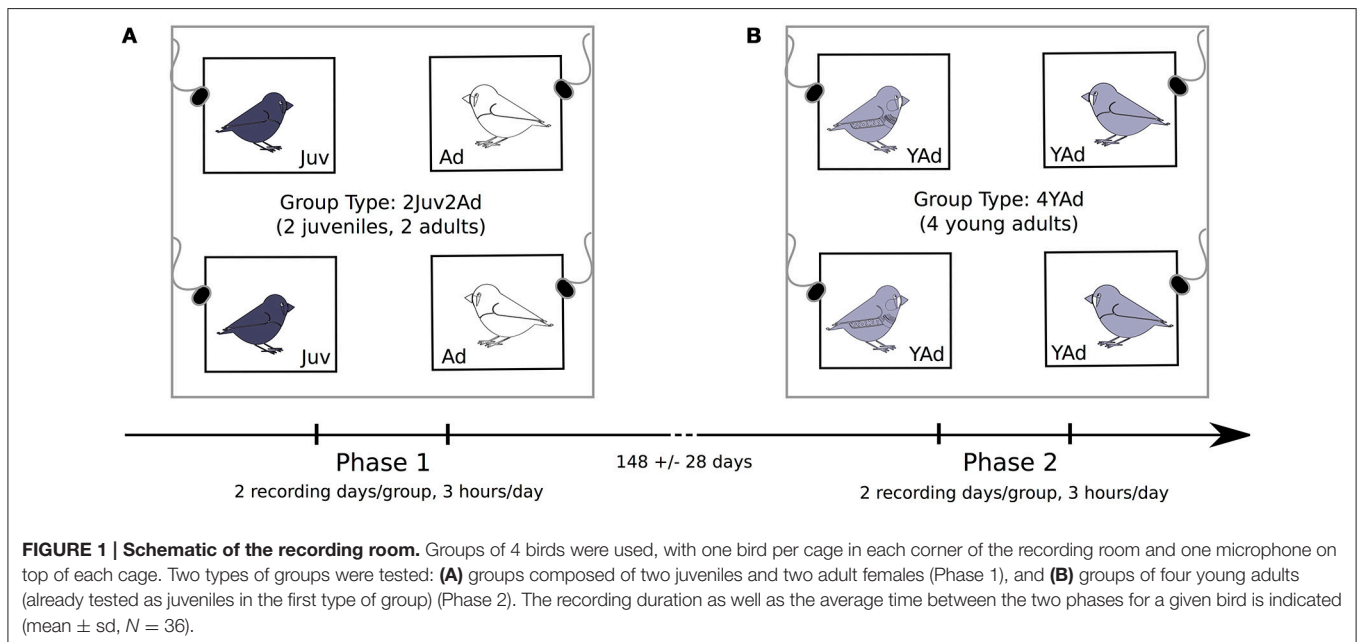 A
B
Juv
Ad
YAd
YAd
Group Type: 2Juv2Ad
(2 juveniles, 2 adults)
Group Type: 4YAd
(4 young adults)
Juv
Ad
YAd
YAd
Phase 1
148 +/- 28 days
Phase 2
2 recording days/group, 3 hours/day
2 recording days/group, 3 hours/day
FIGURE 1 | Schematic of the recording room. Groups of 4 birds were used, with one bird per cage in each corner of the recording room and one microphone on
top of each cage. Two types of groups were tested: (A) groups composed of two juveniles and two adult females (Phase 1), and (B) groups of four young adults
(already tested as juveniles in the first type of group) (Phase 2). The recording duration as well as the average time between the two phases for a given bird is indicated
(mean ± sd, N = 36).